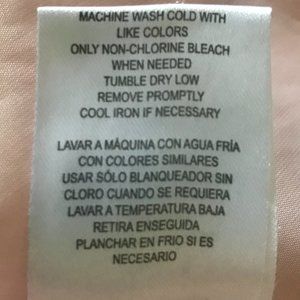 MACHINE WASH COLD WITH
LIKE COLORS
ONLY NON-CHLORINE BLEACH
WHEN NEEDED
TUMBLE DRY LOW
REMOVE PROMPTLY
COOL IRON IF NECESSARY
LAVAR A MÁQUINA CON AGUA FRÍA
CON COLORES SIMILARES
USAR SÓLO BLANQUEADOR SIN
CLORO CUANDO SE REQUIERA
LAVAR A TEMPERATURA BAJA
RETIRA ENSEGUIDA
PLANCHAR EN FRIO SI ES
NECESARIO